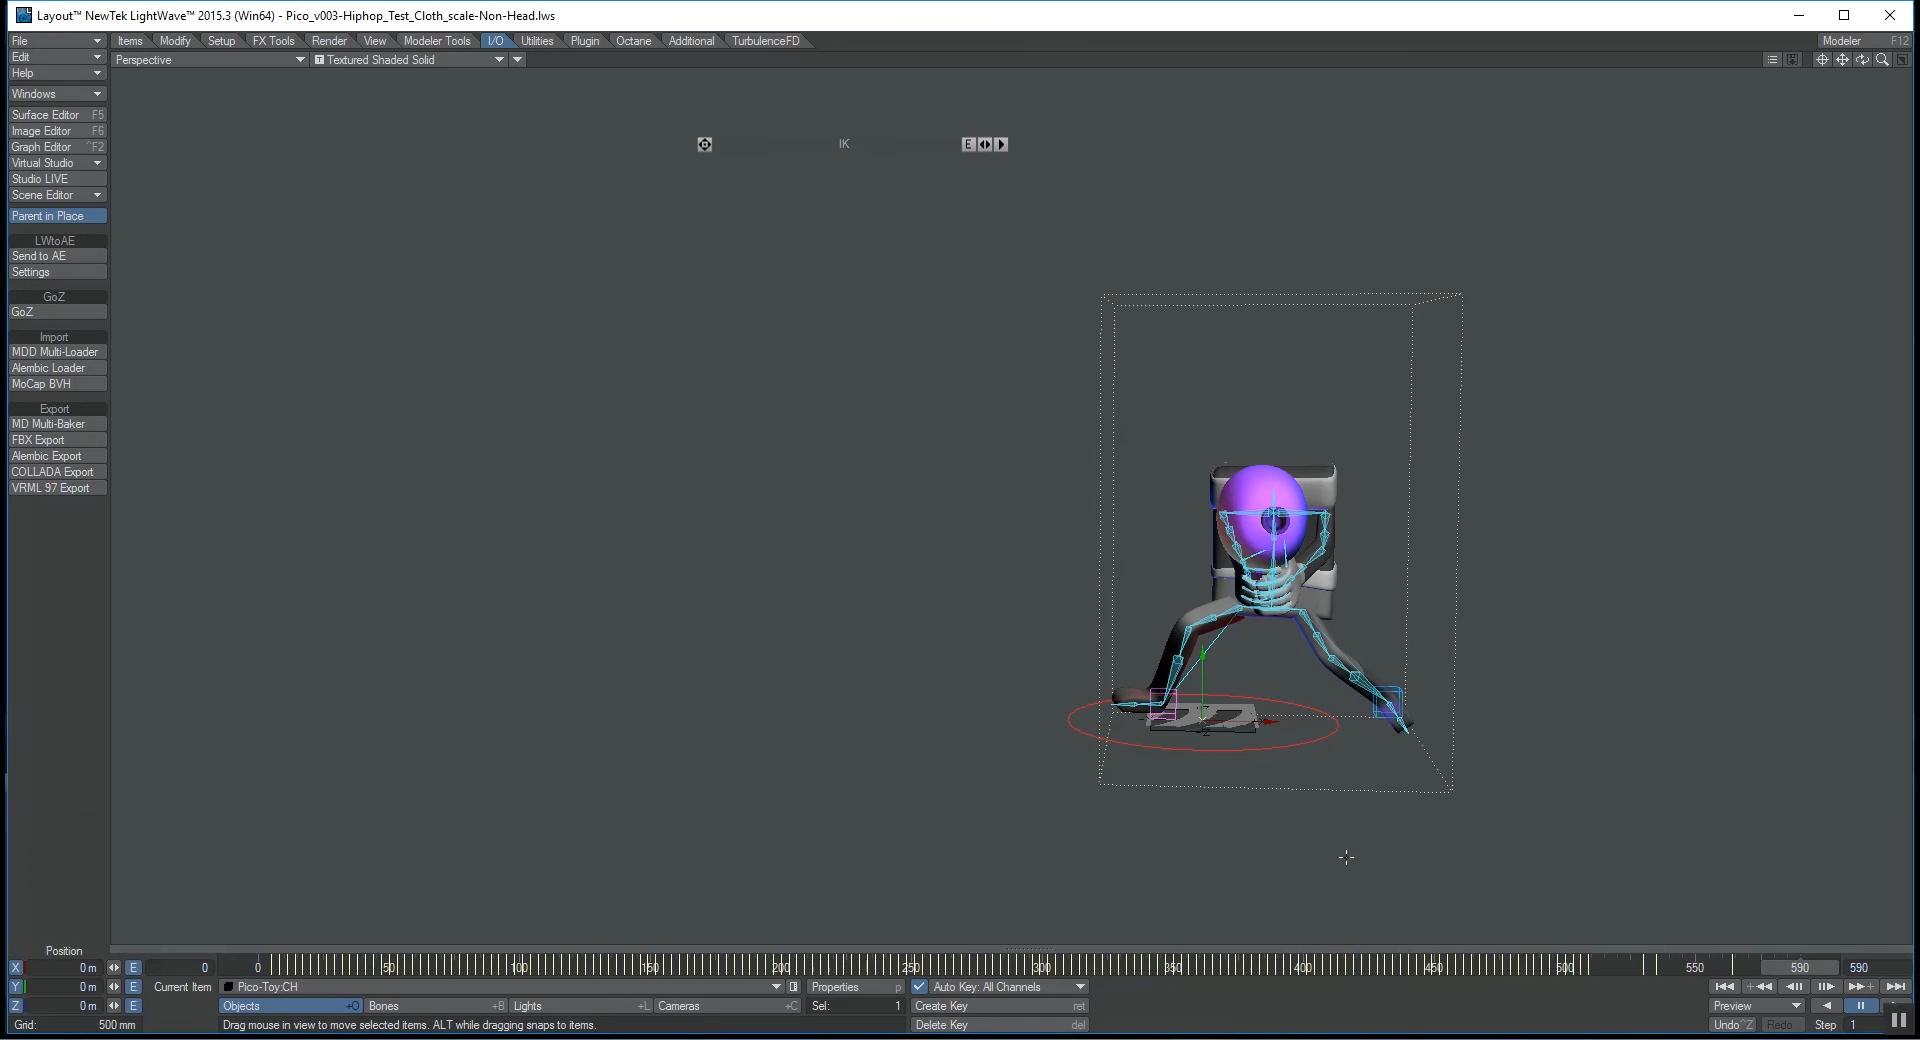 Layout™ NewTek LightWave™ 2015.3 (Win64) - Pico_v003-Hiphop_Test_Cloth_scale-Non-Head.lws
File Items Modify Setup FX Tools Render View Modeler Tools I/O Utilities Plugin Octane Additional TurbulenceFD Modeler F12
Edit Perspective T Textured Shaded Solid
Help
Windows
Surface Editor F5
Image Editor F6
Graph Editor ^F2
IK E
Virtual Studio
Studio LIVE
Scene Editor
Parent in Place
LWtoAE
Send to AE
Settings
GoZ
GoZ
Import
MDD Multi-Loader
Alembic Loader
MoCap BVH
Export
MD Multi-Baker
FBX Export
Alembic Export
COLLADA Export
VRML 97 Export
Position
X 0 m E 0 0 50 100 150 200 250 300 350 400 450 500 550 590 590
Y 0 m E Current Item Pico-Toy:CH Properties p Auto Key: All Channels
Z 0 m E Objects +O Bones +B Lights +L Cameras +C Sel: 1 Create Key ret Preview
Grid: 500 mm Drag mouse in view to move selected items. ALT while dragging snaps to items. Delete Key del Undo ^Z Redo Step 1